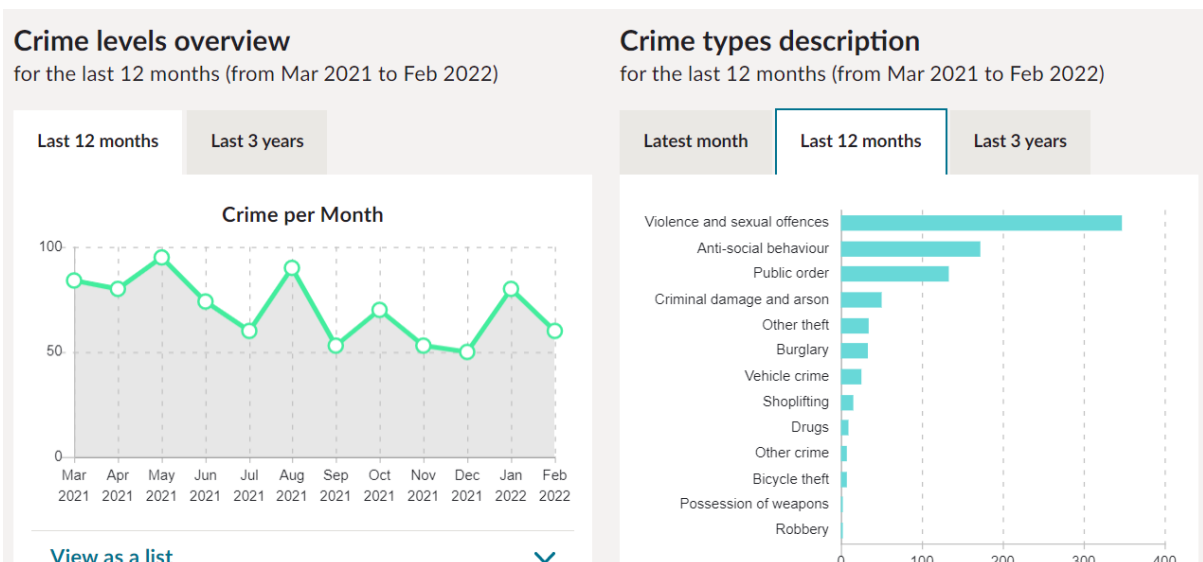 Crime levels overview
for the last 12 months (from Mar 2021 to Feb 2022)
Last 12 months
Last 3 years
Crime per Month
100
50
0
Mar Apr May Jun Jul Aug Sep Oct Nov Dec Jan Feb
2021 2021 2021 2021 2021 2021 2021 2021 2021 2021 2022 2022
View as a list
Crime types description
for the last 12 months (from Mar 2021 to Feb 2022)
Latest month
Last 12 months
Last 3 years
Violence and sexual offences
Anti-social behaviour
Public order
Criminal damage and arson
Other theft
Burglary
Vehicle crime
Shoplifting
Drugs
Other crime
Bicycle theft
Possession of weapons
Robbery
0 100 200 300 400